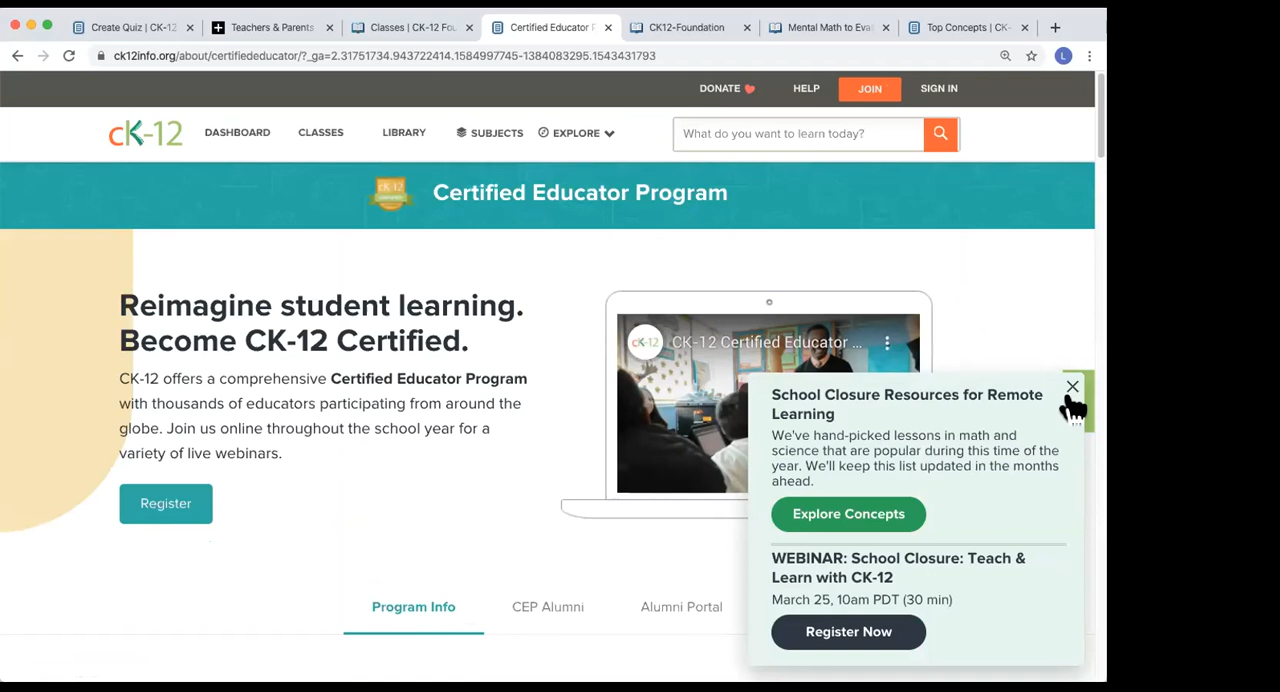 Create Quiz | CK-12
Teachers & Parents
Classes | CK-12 Fou
Certified Educator P
CK12-Foundation
Mental Math to Eva
Top Concepts | CK-
ck12info.org/about/certifiededucator/?_ga=2.31751734.943722414.1584997745-1384083295.1543431793
L
DONATE HELP JOIN SIGN IN
cK-12 DASHBOARD CLASSES LIBRARY SUBJECTS EXPLORE What do you want to learn today?
cK-12
Certified Educator Program
Reimagine student learning.
Become CK-12 Certified.
CK-12 offers a comprehensive Certified Educator Program
with thousands of educators participating from around the
globe. Join us online throughout the school year for a
variety of live webinars.
Register
cK-12 CK-12 Certified Educator ...
School Closure Resources for Remote
Learning
We've hand-picked lessons in math and
science that are popular during this time of the
year. We'll keep this list updated in the months
ahead.
Explore Concepts
WEBINAR: School Closure: Teach &
Learn with CK-12
March 25, 10am PDT (30 min)
Register Now
Program Info CEP Alumni Alumni Portal